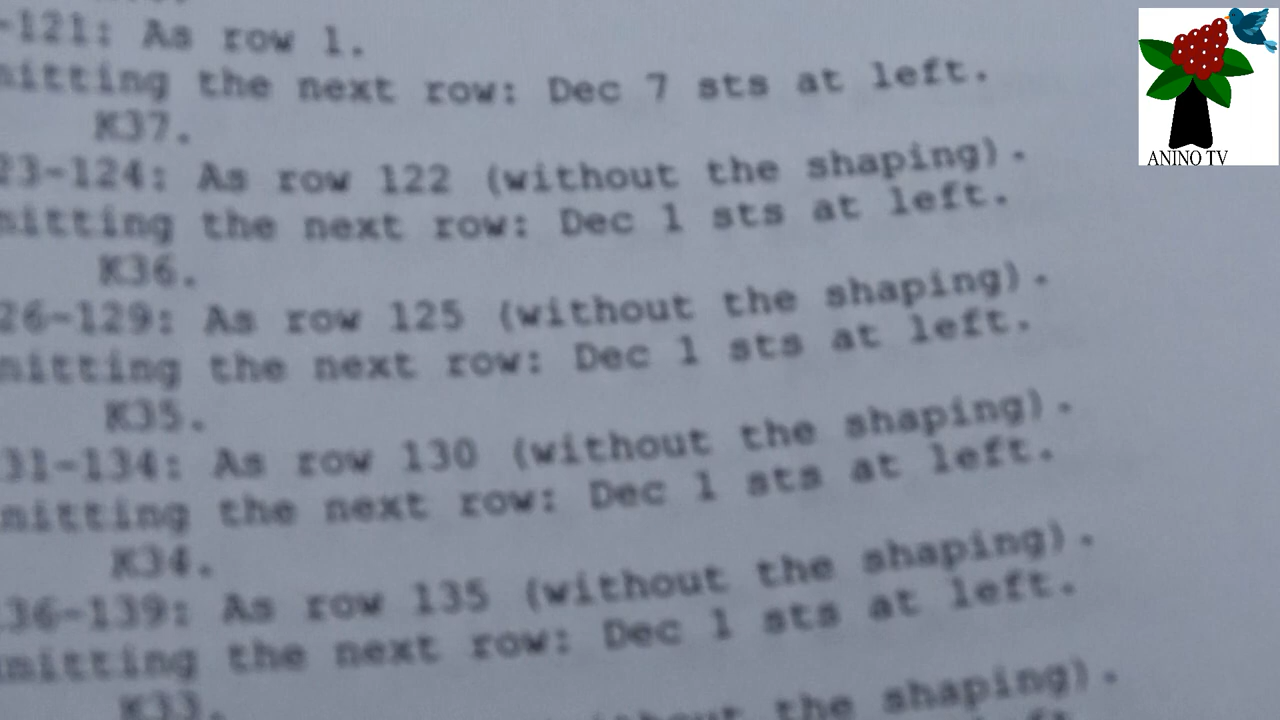 -121: As row 1.
nitting the next row: Dec 7 sts at left.
K37.
23-124: As row 122 (without the shaping).
nitting the next row: Dec 1 sts at left.
K36.
26-129: As row 125 (without the shaping).
nitting the next row: Dec 1 sts at left.
K35.
31-134: As row 130 (without the shaping).
nitting the next row: Dec 1 sts at left.
K34.
36-139: As row 135 (without the shaping).
nitting the next row: Dec 1 sts at left.
K33.
the shaping).
ANINO TV